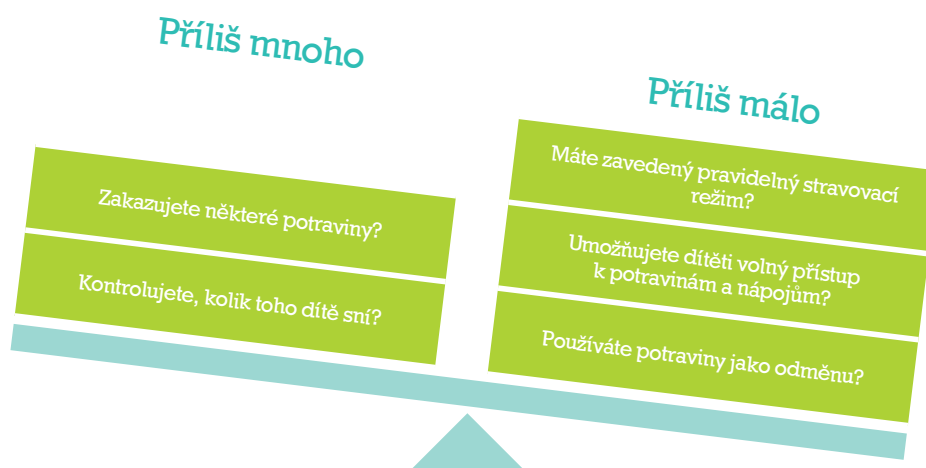 Příliš mnoho
Zakazujete některé potraviny?
Kontrolujete, kolik toho dítě sní?
Příliš málo
Máte zavedený pravidelný stravovací
režim?
Umožňujete dítěti volný přístup
k potravinám a nápojům?
Používáte potraviny jako odměnu?